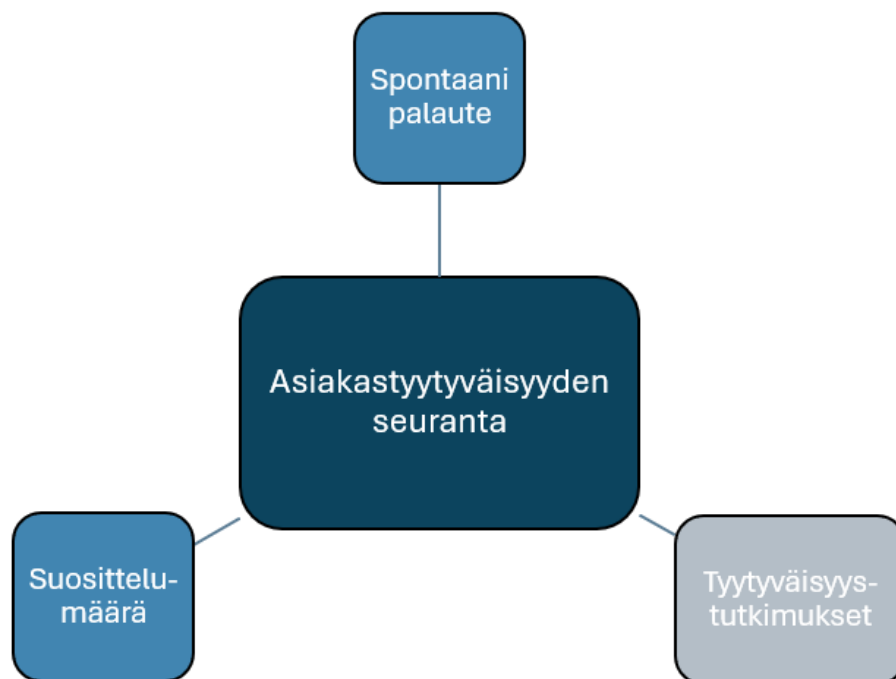 Spontaani
palaute
Asiakastyytyväisyyden
seuranta
Suosittelu-
määrä
Tyytyväisyys-
tutkimukset